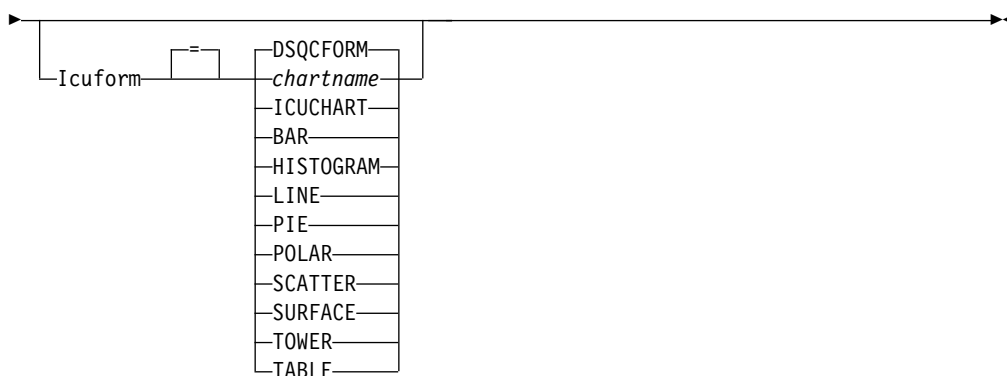 =
DSQCFORM
Icuform
chartname
ICUCHART
BAR
HISTOGRAM
LINE
PIE
POLAR
SCATTER
SURFACE
TOWER
TABLE